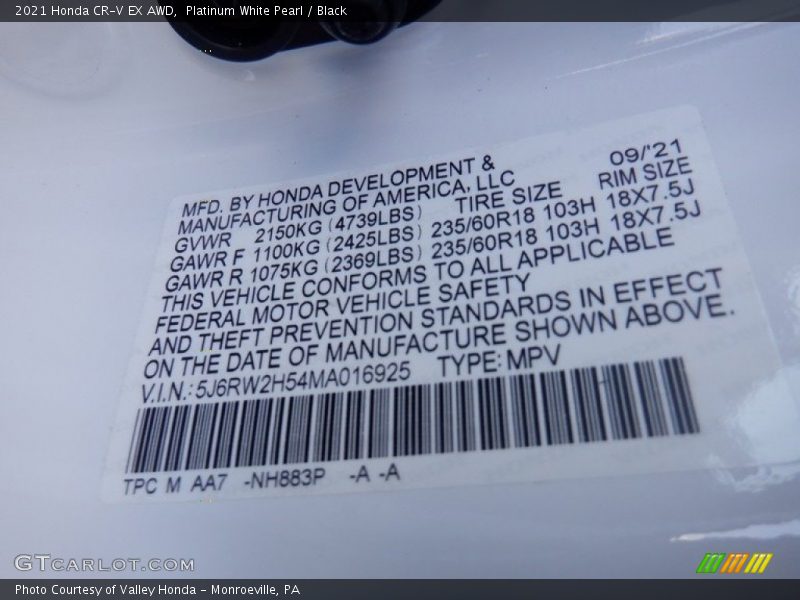 2021 Honda CR-V EX AWD, Platinum White Pearl / Black
MFD. BY HONDA DEVELOPMENT & 09/'21
MANUFACTURING OF AMERICA, LLC RIM SIZE
GVWR 2150KG (4739LBS) TIRE SIZE
GAWR F 1100KG (2425LBS) 235/60R18 103H 18X7.5J
GAWR R 1075KG (2369LBS) 235/60R18 103H 18X7.5J
THIS VEHICLE CONFORMS TO ALL APPLICABLE
FEDERAL MOTOR VEHICLE SAFETY
AND THEFT PREVENTION STANDARDS IN EFFECT
ON THE DATE OF MANUFACTURE SHOWN ABOVE.
V.I.N.: 5J6RW2H54MA016925 TYPE: MPV
TPC M AA7 -NH883P -A -A
GTCARLOT.COM
Photo Courtesy of Valley Honda - Monroeville, PA